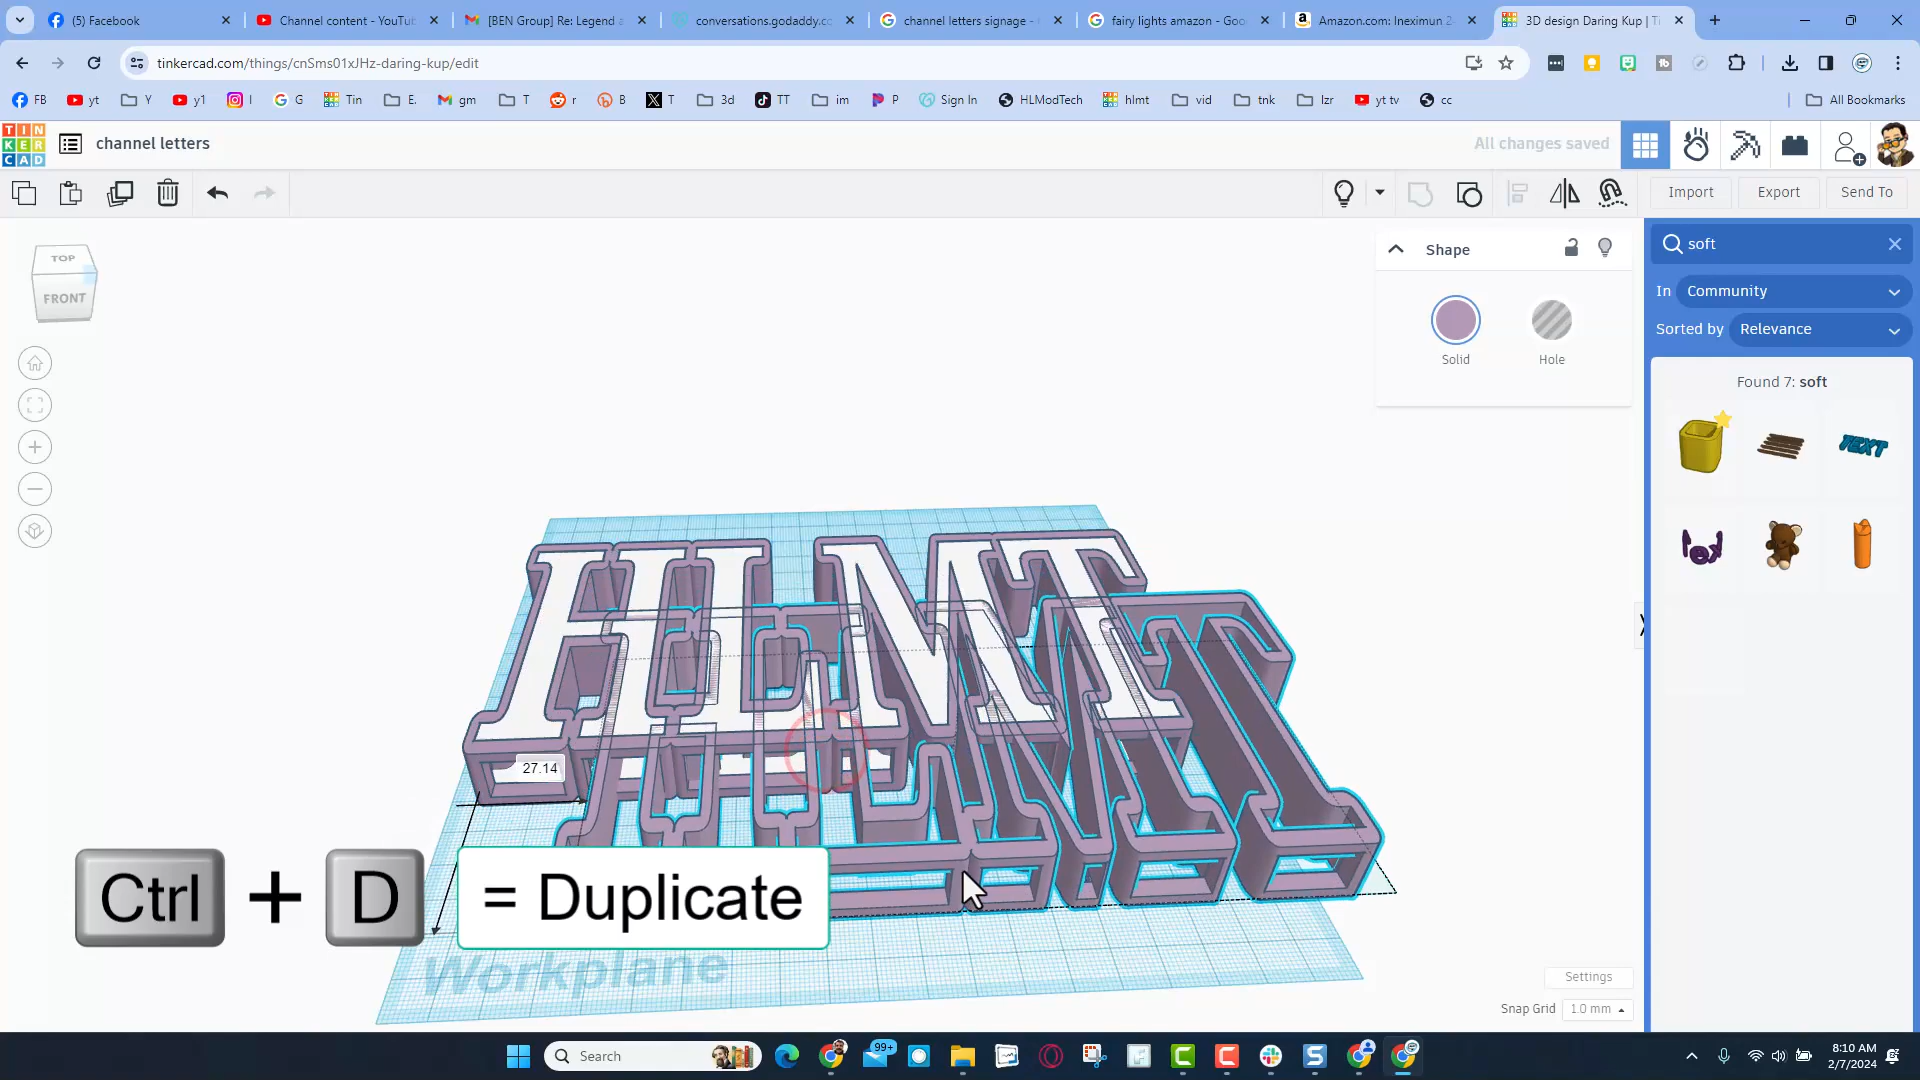 (5) Facebook
Channel content - YouTu
[BEN Group] Re: Legend a
conversations.godaddy.co
channel letters signage -
fairy lights amazon - Goo
Amazon.com: Ineximun 2
3D design Daring Kup | Ti
tinkercad.com/things/cnSms01xJHz-daring-kup/edit
FB
yt
Y
y1
I
G
Tin
E.
gm
T
r
B
T
3d
TT
im
P
Sign In
HLModTech
hlmt
vid
tnk
lzr
yt tv
cc
All Bookmarks
TIN
KER
CAD
channel letters
All changes saved
Import
Export
Send To
TOP
FRONT
Shape
Solid
Hole
soft
In
Community
Sorted by
Relevance
Found 7: soft
TEXT
HLMT
HLMT
27.14
Ctrl + D = Duplicate
Workplane
Settings
Snap Grid
1.0 mm
Search
99+
8:10 AM
2/7/2024